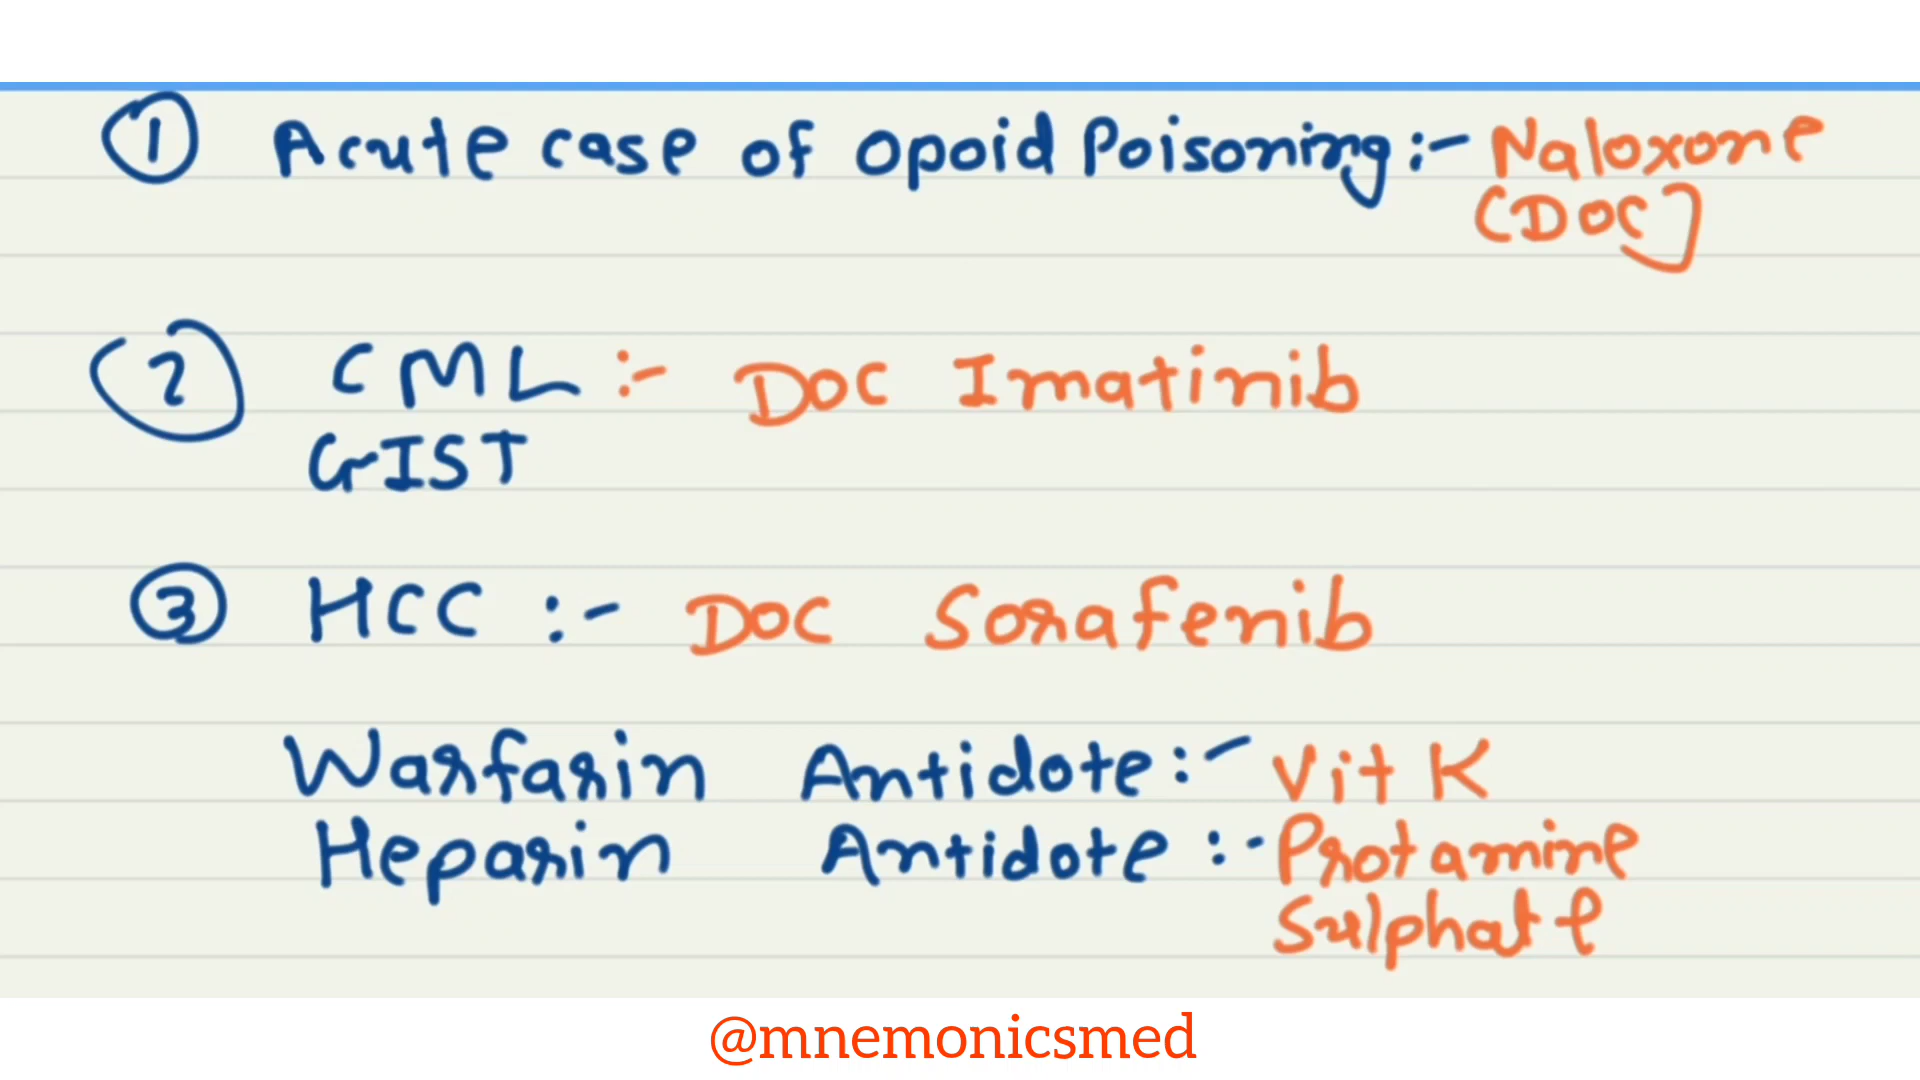 1 Acute case of opoid Poisoning :- Naloxone
(DOC)
2 CML :- DOC Imatinib
GIST
3 HCC :- DOC Sorafenib
Warfarin Antidote :- Vit K
Heparin Antidote :- Protamine
Sulphate
@mnemonicsmed